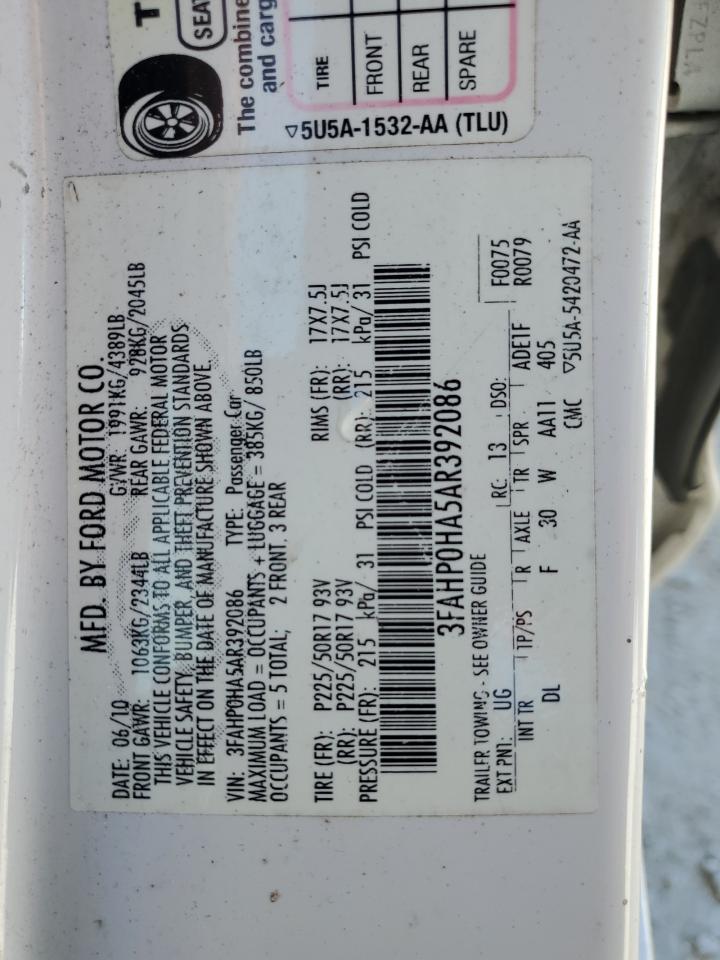 T
SEAT
The combine
and carg
TIRE
FRONT
REAR
SPARE
5U5A-1532-AA (TLU)
MFD. BY FORD MOTOR CO.
DATE: 06/10 GVWR: 1991KG/4389LB
FRONT GAWR: 1063KG/2344LB REAR GAWR: 928KG/2045LB
THIS VEHICLE CONFORMS TO ALL APPLICABLE FEDERAL MOTOR
VEHICLE SAFETY, BUMPER, AND THEFT PREVENTION STANDARDS
IN EFFECT ON THE DATE OF MANUFACTURE SHOWN ABOVE.
VIN: 3FAHP0HA5AR392086 TYPE: Passenger Car
MAXIMUM LOAD = OCCUPANTS + LUGGAGE = 385KG/ 850LB
OCCUPANTS = 5 TOTAL; 2 FRONT, 3 REAR
TIRE (FR): P225/50R17 93V RIMS (FR): 17X7.5J
(RR): P225/50R17 93V (RR): 17X7.5J
PRESSURE (FR): 215 kPa/ 31 PSI COLD (RR): 215 kPa/ 31 PSI COLD
3FAHP0HA5AR392086
TRAILER TOWING - SEE OWNER GUIDE
EXT PNT: UG RC: 13 DSO: F0075
R0079
INT TR TP/PS R AXLE TR SPR
DL F 30 W AA11 ADE1F
405
CMC 5U5A-5420472-AA